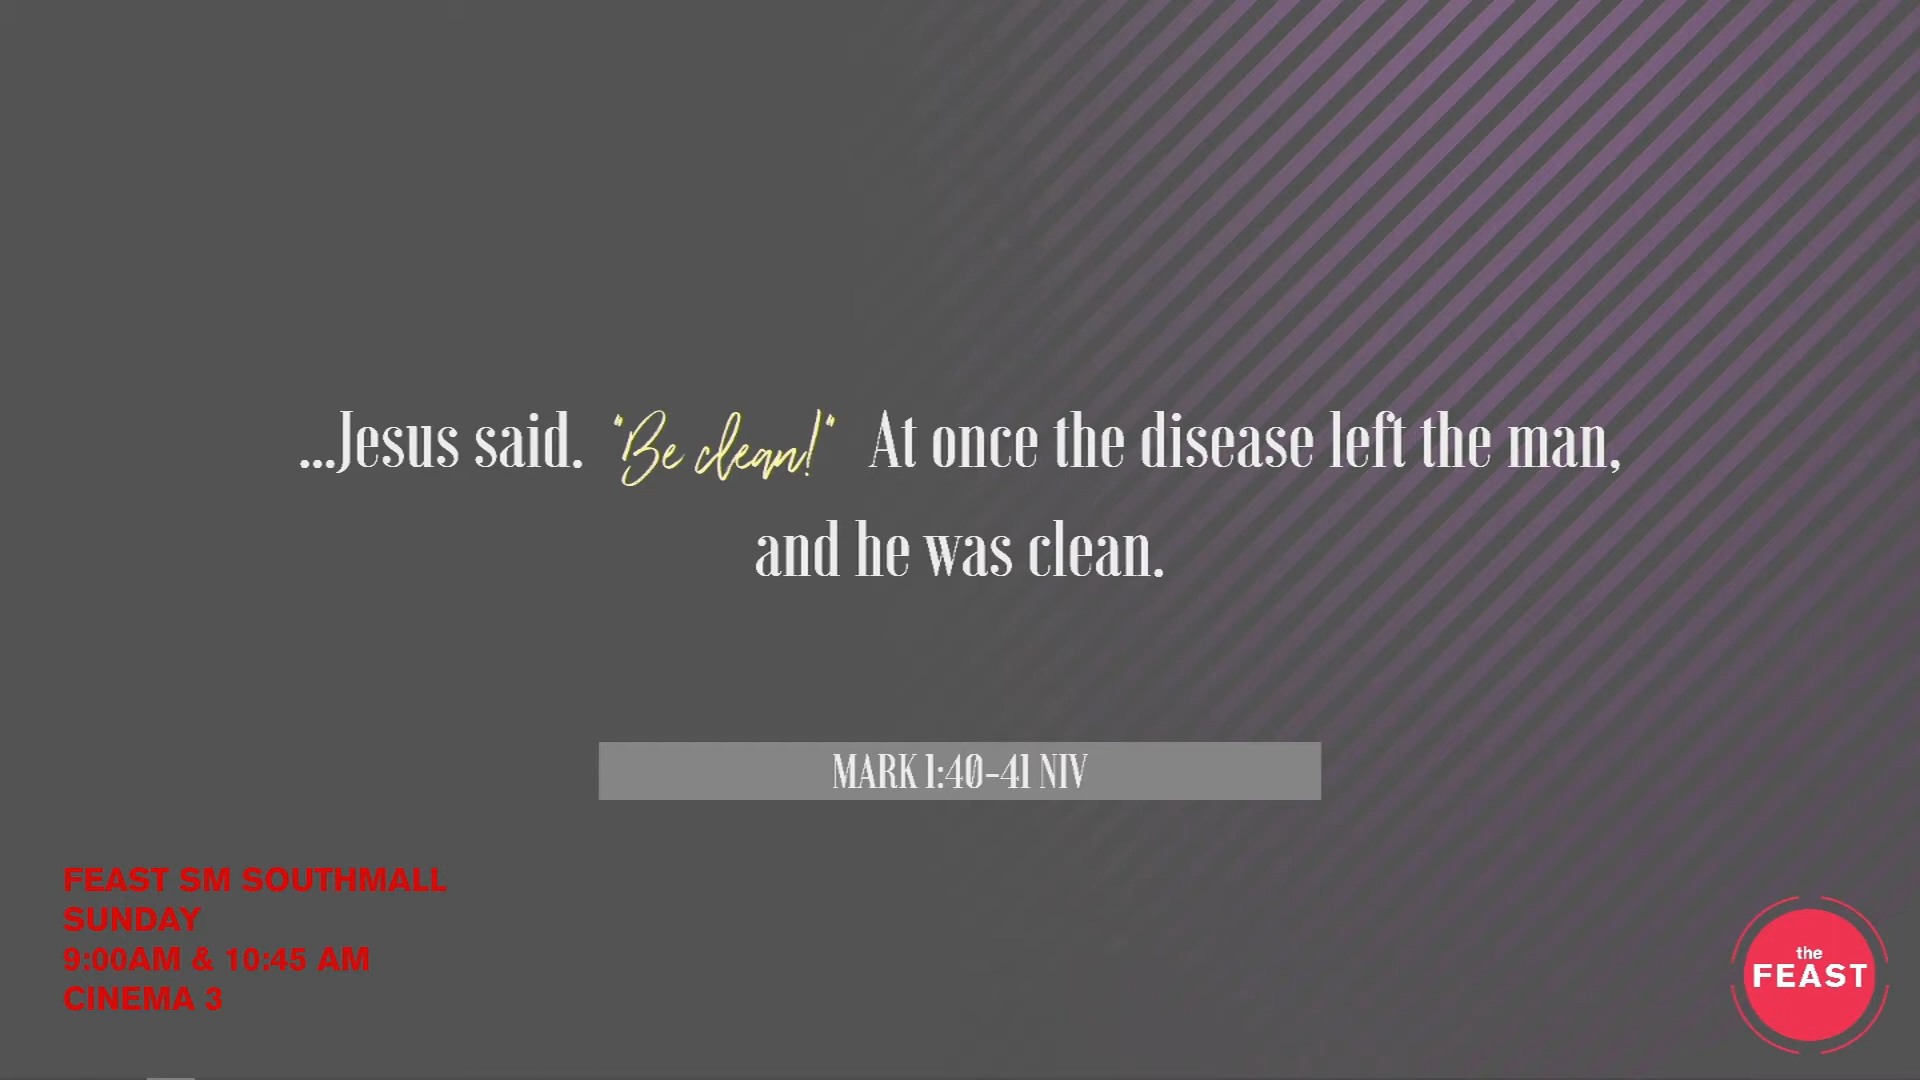 ...Jesus said. "Be clean!" At once the disease left the man,
and he was clean.
MARK 1:40-41 NIV
FEAST SM SOUTHMALL
SUNDAY
9:00AM & 10:45 AM
CINEMA 3
the
FEAST